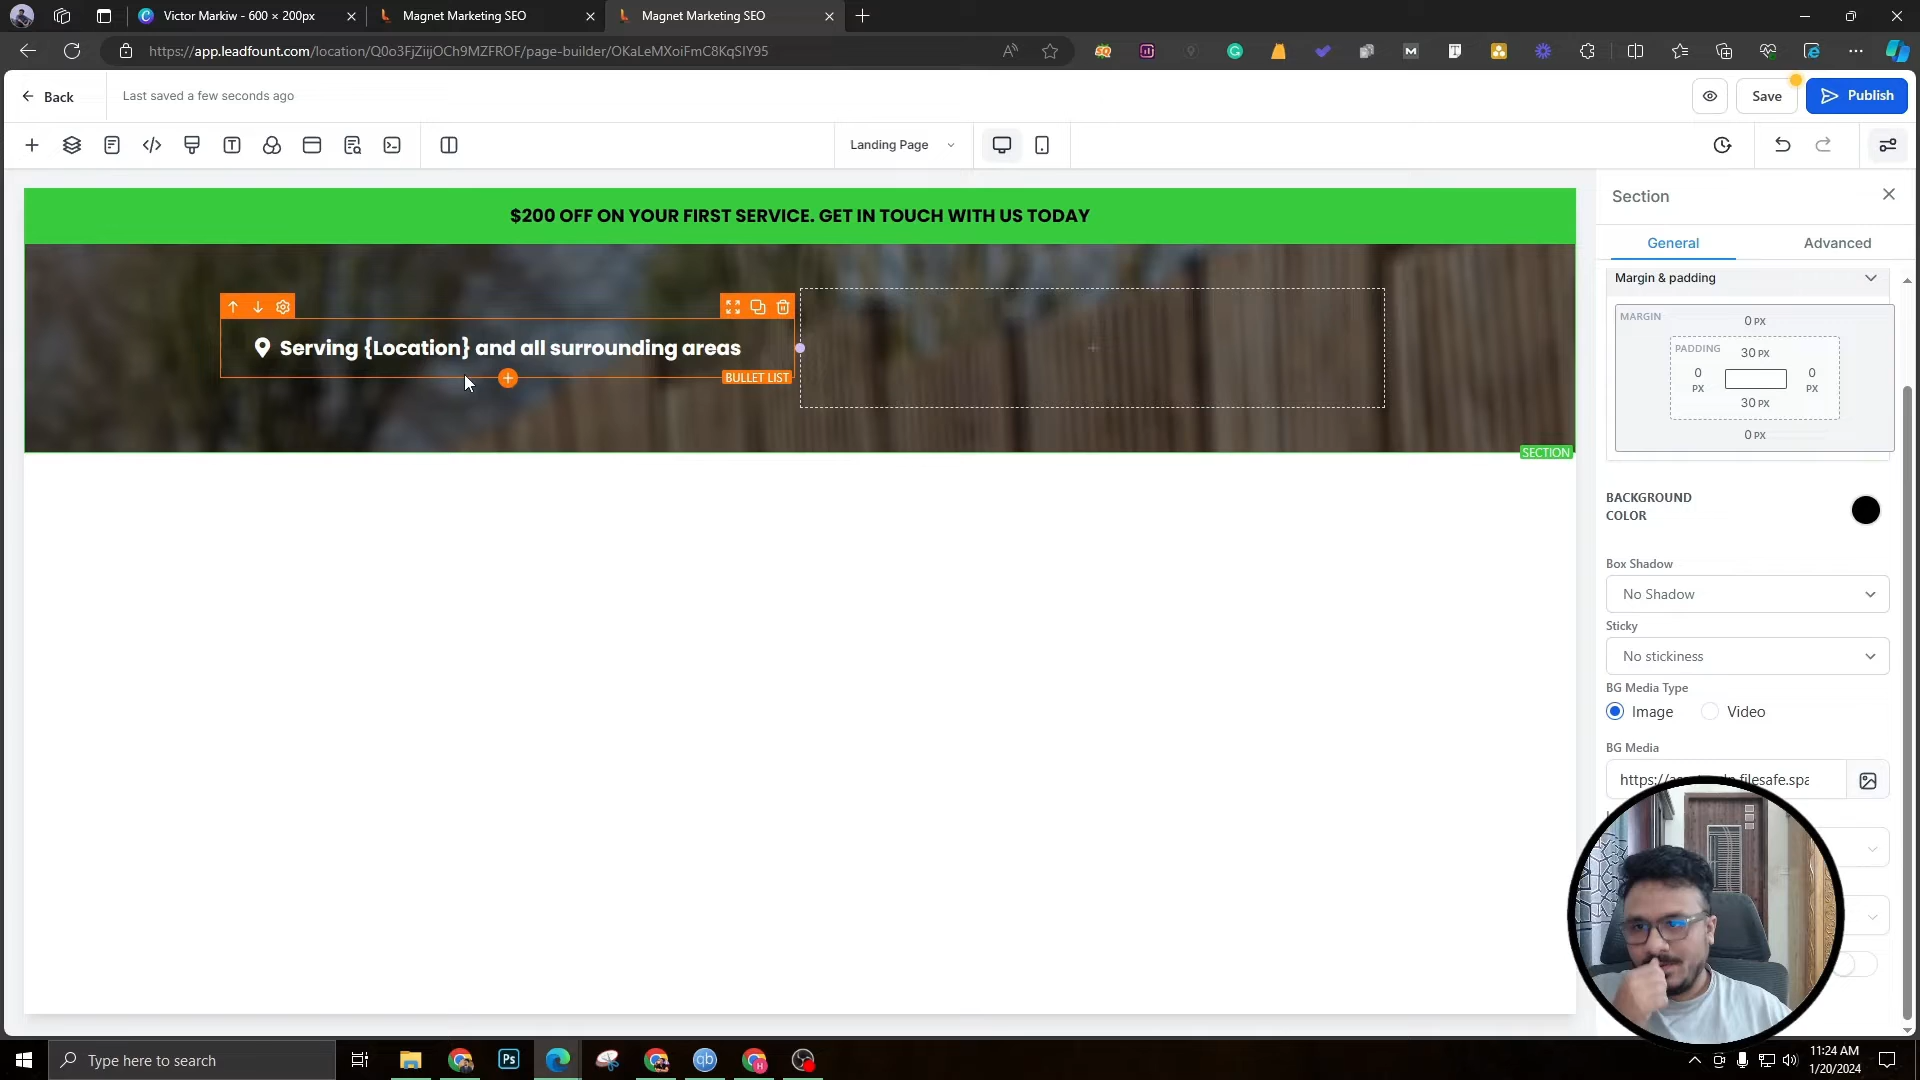 Victor Markiw - 600 × 200px
Magnet Marketing SEO
Magnet Marketing SEO
https://app.leadfount.com/location/Q0o3FjZiijOCh9MZFROF/page-builder/OKaLeMXoiFmC8KqSIY95
Back
Last saved a few seconds ago
Save
Publish
Landing Page
$200 OFF ON YOUR FIRST SERVICE. GET IN TOUCH WITH US TODAY
Serving {Location} and all surrounding areas
BULLET LIST
SECTION
Section
General
Advanced
Margin & padding
MARGIN
0 PX
PADDING
30 PX
0 PX
0 PX
30 PX
0 PX
BACKGROUND
COLOR
Box Shadow
No Shadow
Sticky
No stickiness
BG Media Type
Image
Video
BG Media
Type here to search
11:24 AM
1/20/2024